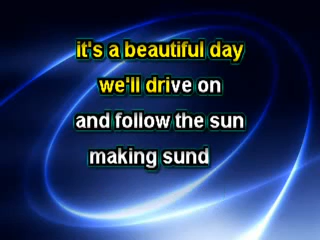 it's a beautiful day
we'll drive on
and follow the sun
making sund